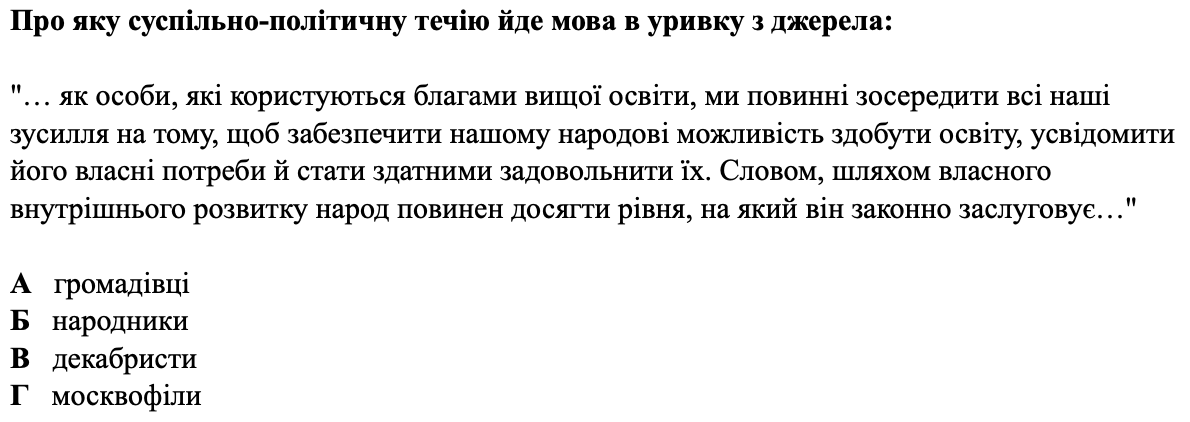 Про яку суспільно-політичну течію йде мова в уривку з джерела:
"… як особи, які користуються благами вищої освіти, ми повинні зосередити всі наші
зусилля на тому, щоб забезпечити нашому народові можливість здобути освіту, усвідомити
його власні потреби й стати здатними задовольнити їх. Словом, шляхом власного
внутрішнього розвитку народ повинен досягти рівня, на який він законно заслуговує…"
А громадівці
Б народники
В декабристи
Г москвофіли